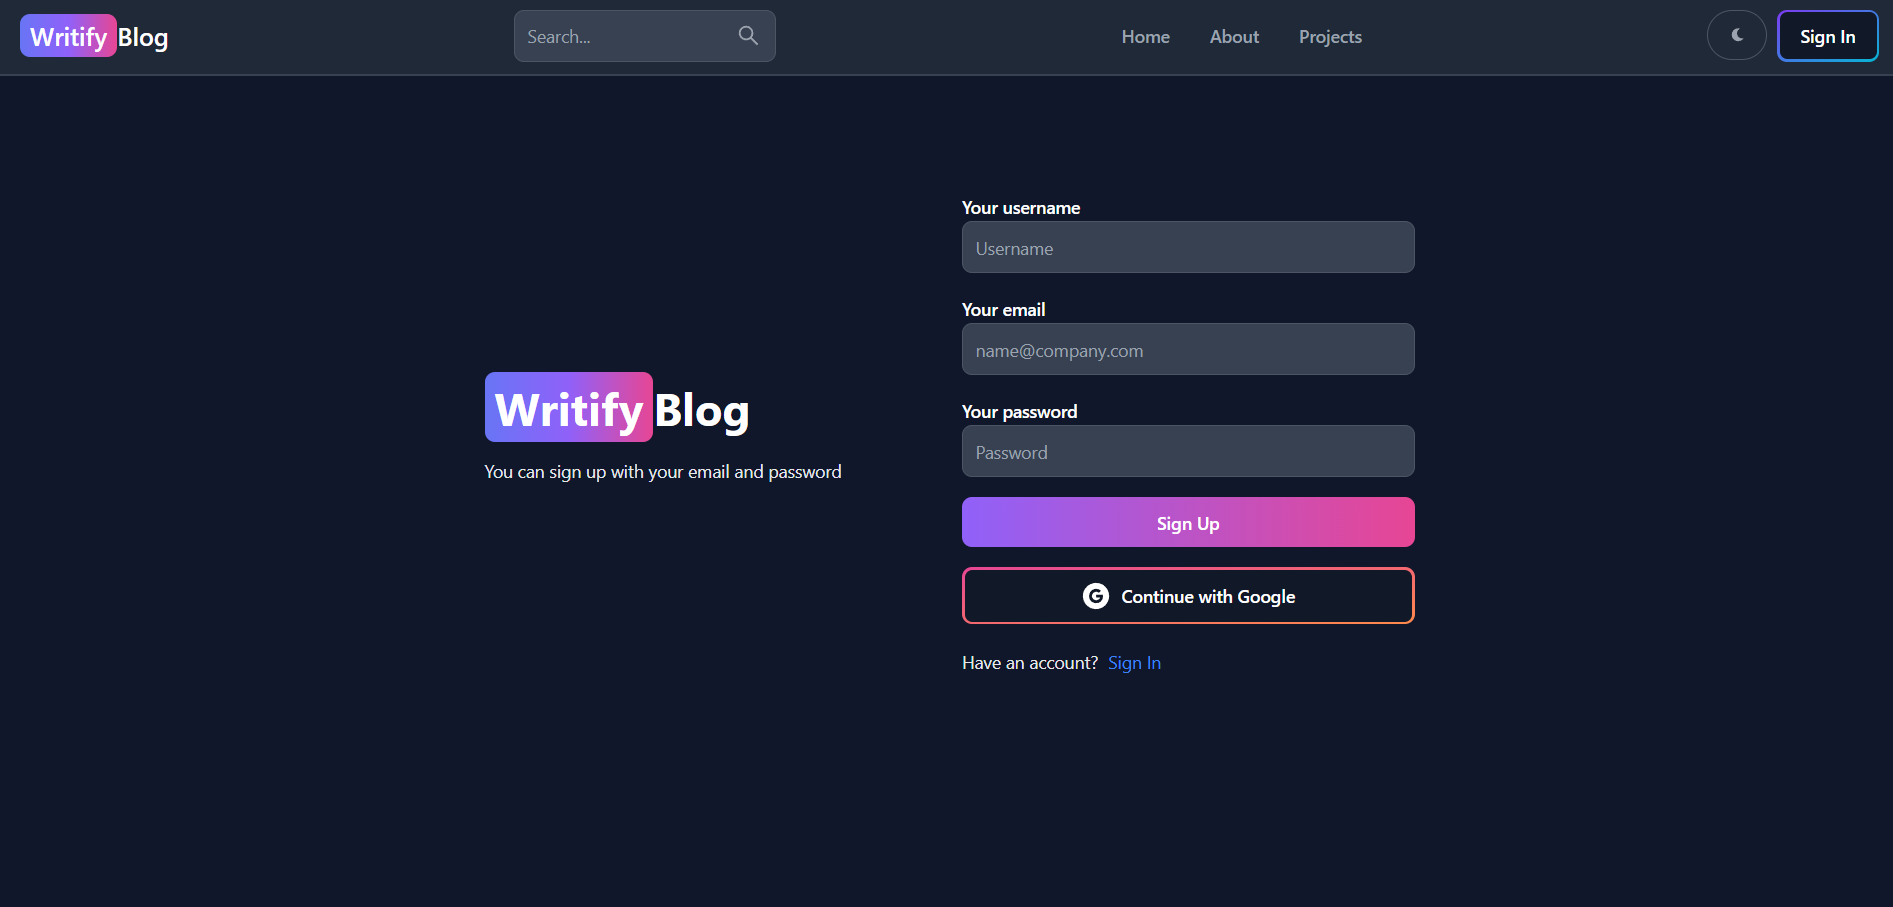 Writify Blog
Search...
Home
About
Projects
Sign In
Writify Blog
You can sign up with your email and password
Your username
Username
Your email
name@company.com
Your password
Password
Sign Up
G Continue with Google
Have an account? Sign In